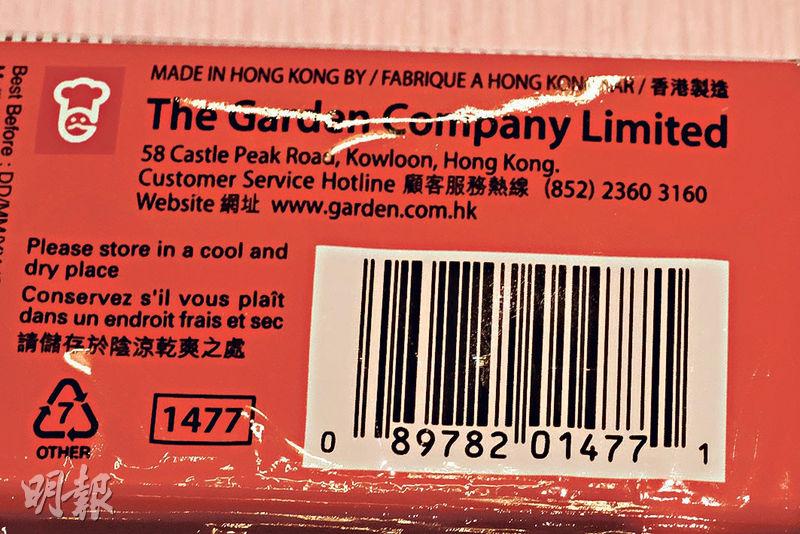 MADE IN HONG KONG BY / FABRIQUE A HONG KONG PAR / 香港製造
The Garden Company Limited
58 Castle Peak Road, Kowloon, Hong Kong.
Customer Service Hotline 顧客服務熱線 (852) 2360 3160
Website 網址 www.garden.com.hk
Best Before : DD/MM
Please store in a cool and
dry place
Conservez s'il vous plaît
dans un endroit frais et sec
請儲存於陰涼乾爽之處
7
OTHER
1477
0 89782 01477 1
明報